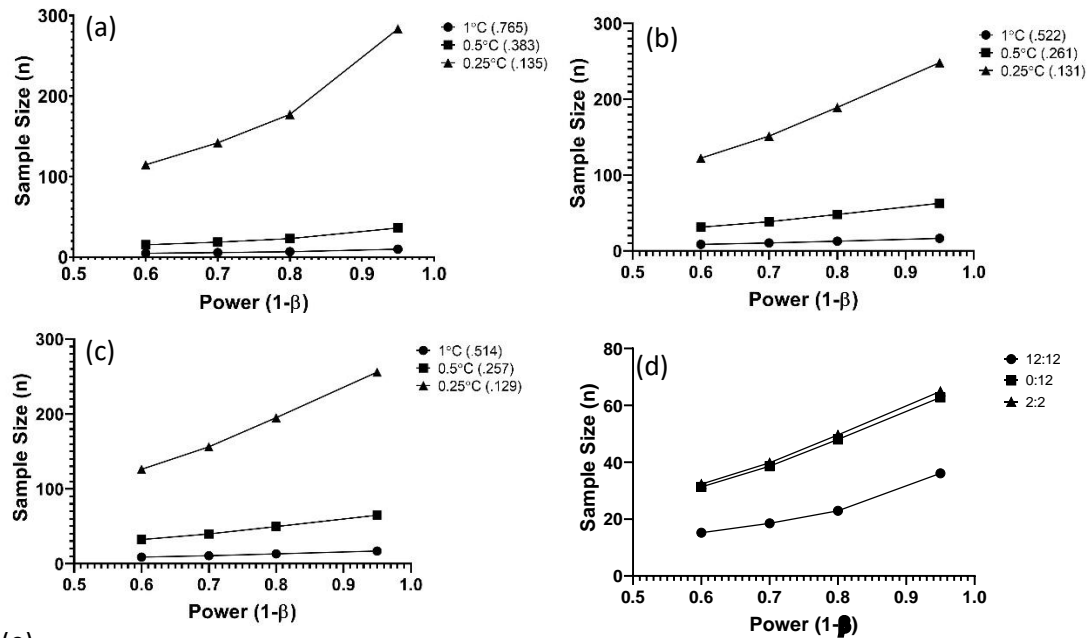 (a)
300
200
100
0
Sample Size (n)
0.5 0.6 0.7 0.8 0.9 1.0
Power (1-β)
1°C (.765)
0.5°C (.383)
0.25°C (.135)
(b)
300
200
100
0
Sample Size (n)
0.5 0.6 0.7 0.8 0.9 1.0
Power (1-β)
1°C (.522)
0.5°C (.261)
0.25°C (.131)
(c)
300
200
100
0
Sample Size (n)
0.5 0.6 0.7 0.8 0.9 1.0
Power (1-β)
1°C (.514)
0.5°C (.257)
0.25°C (.129)
(d)
80
60
40
20
0
Sample Size (n)
0.5 0.6 0.7 0.8 0.9 1.0
Power (1-β)
12:12
0:12
2:2